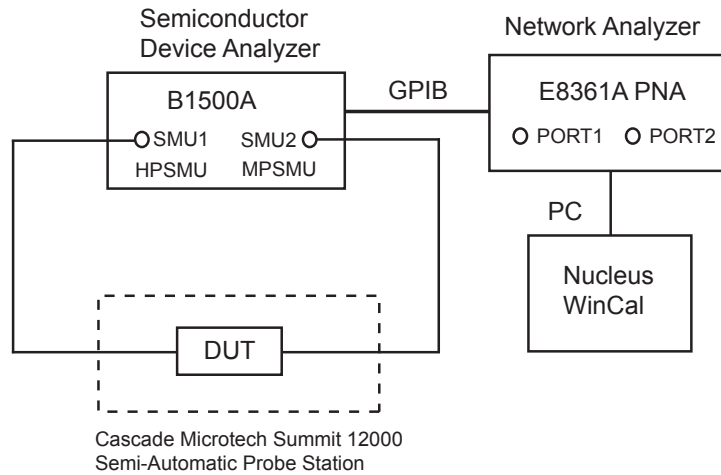 Semiconductor
Device Analyzer
Network Analyzer
B1500A
GPIB
E8361A PNA
SMU1
SMU2
PORT1
PORT2
HPSMU
MPSMU
PC
Nucleus
WinCal
DUT
Cascade Microtech Summit 12000
Semi-Automatic Probe Station